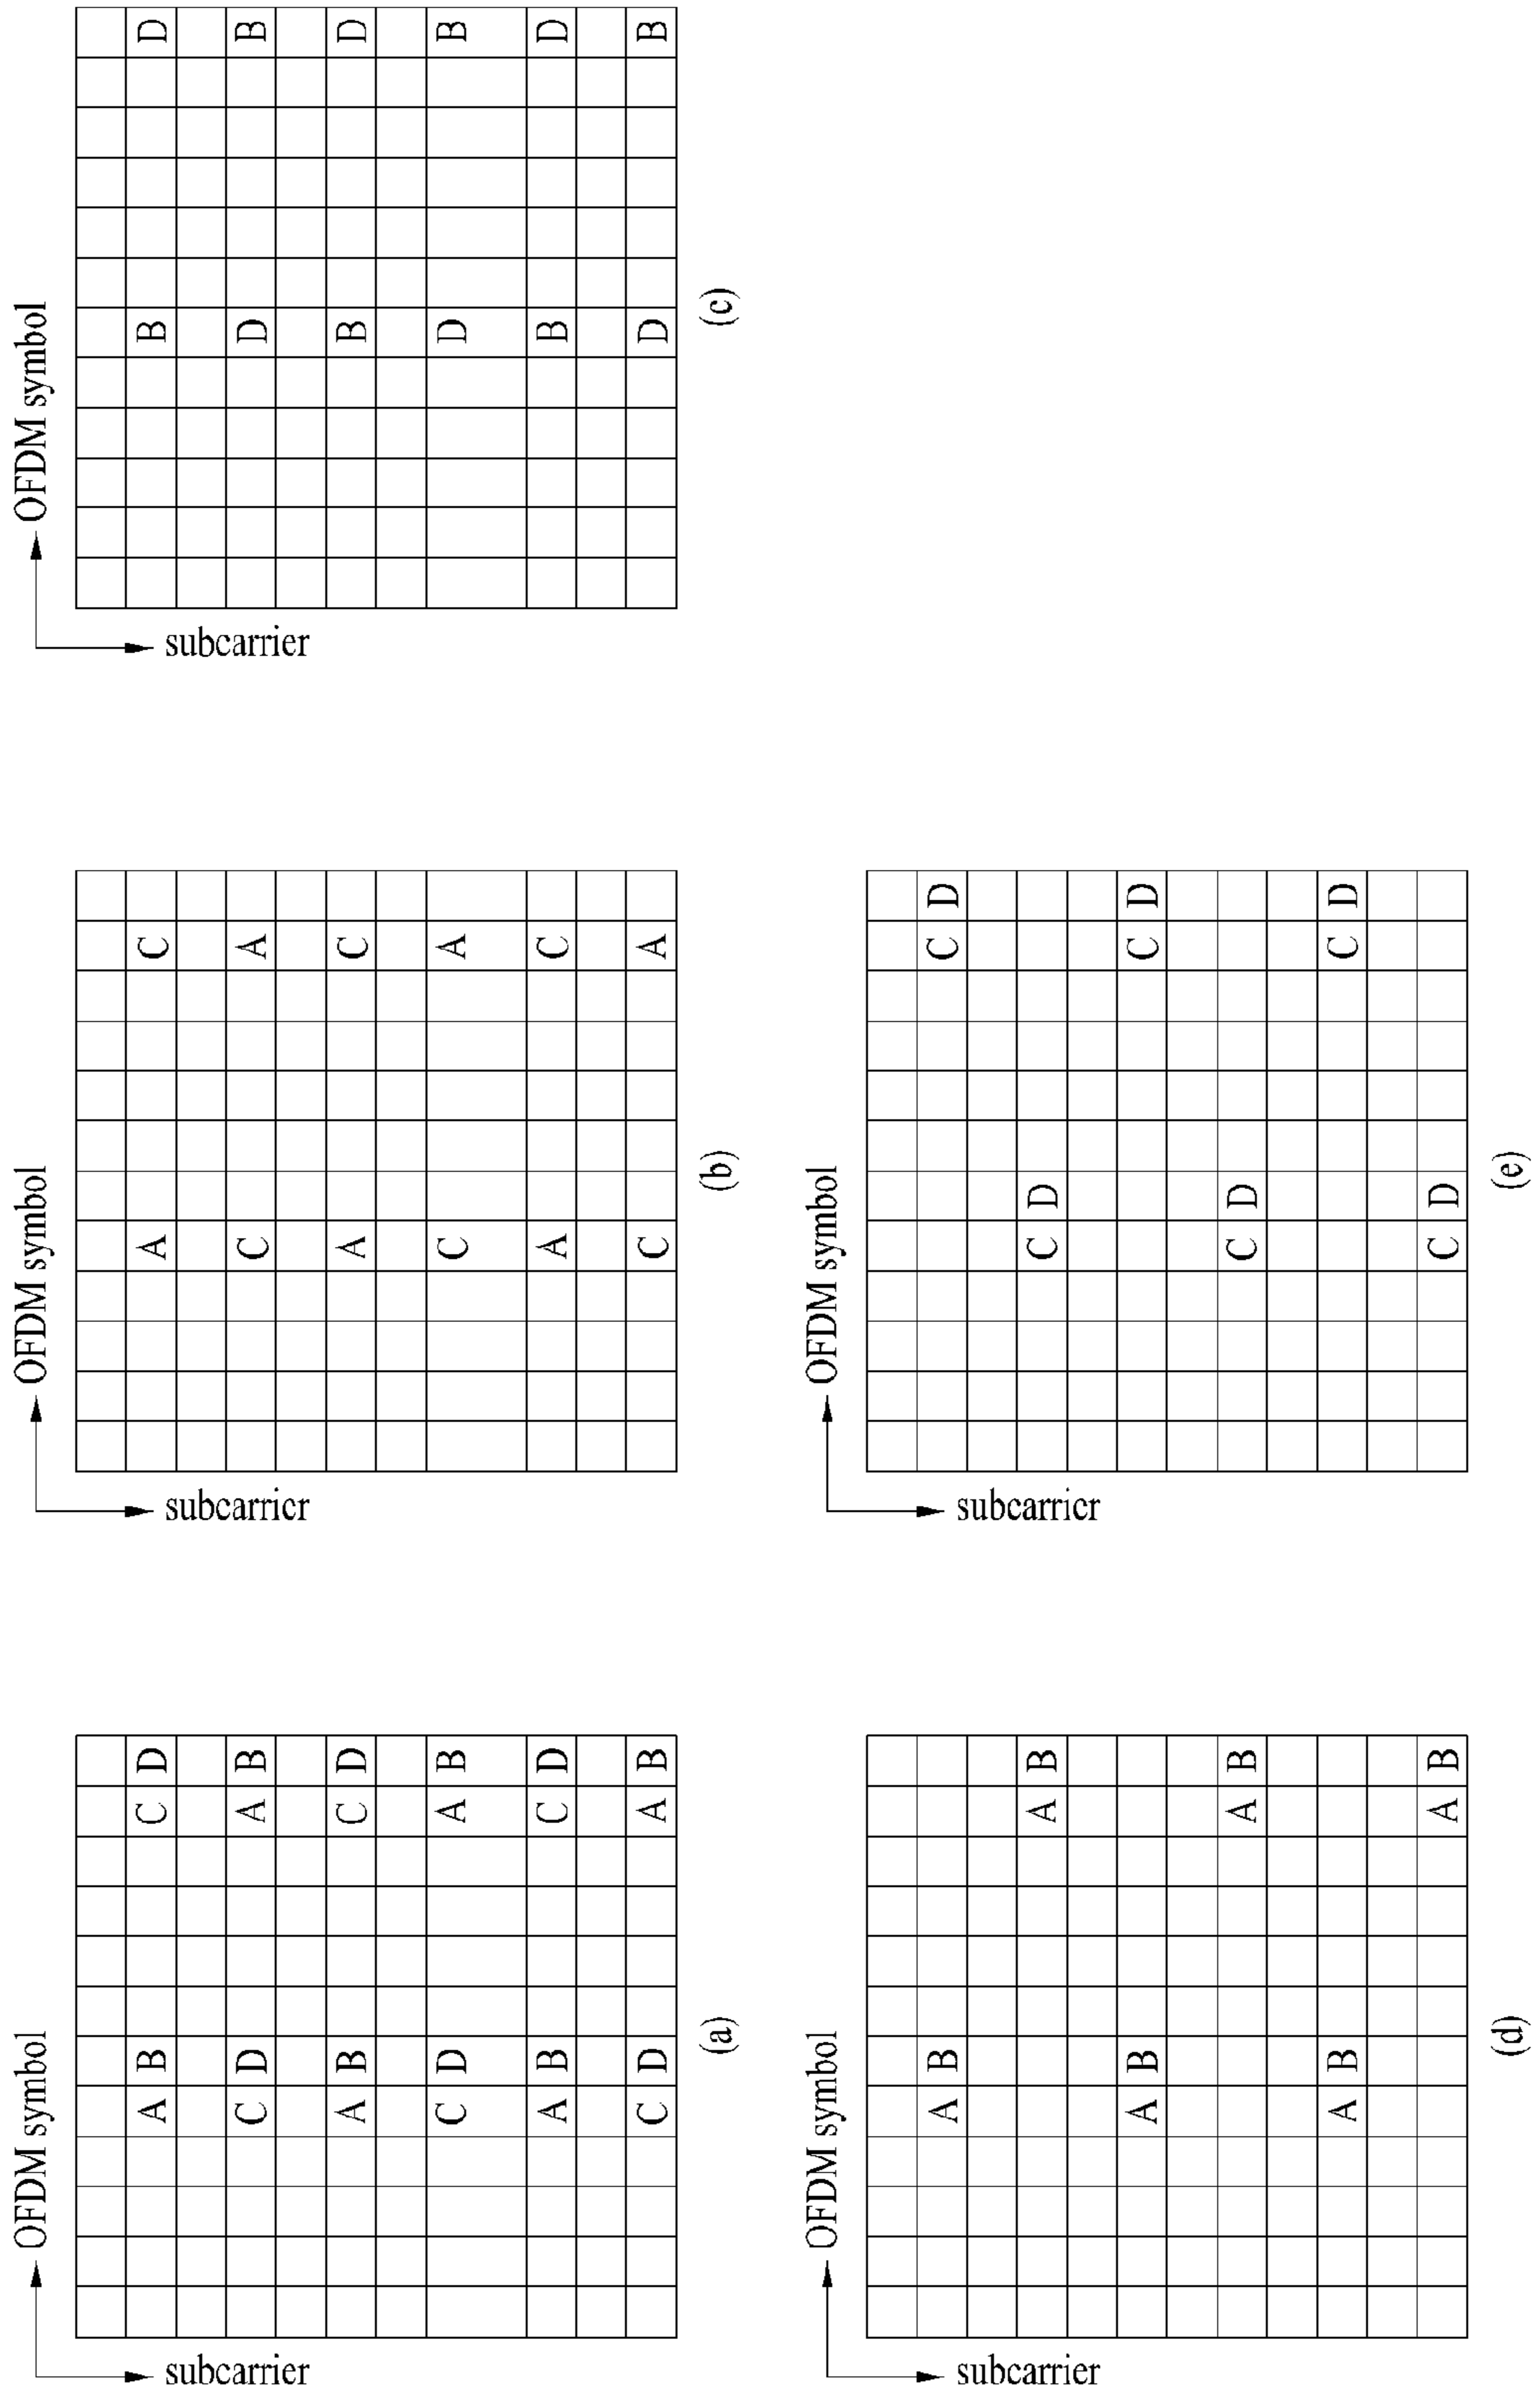 OFDM symbol
subcarrier
A B C D
C D A B
A B C D
C D A B
A B C D
C D A B
(a)
OFDM symbol
subcarrier
A C
C A
A C
C A
A C
C A
(b)
OFDM symbol
subcarrier
B D
D B
B D
D B
B D
D B
(c)
OFDM symbol
subcarrier
A B
A B
A B
A B
A B
A B
(d)
OFDM symbol
subcarrier
C D
C D
C D
C D
C D
C D
(e)